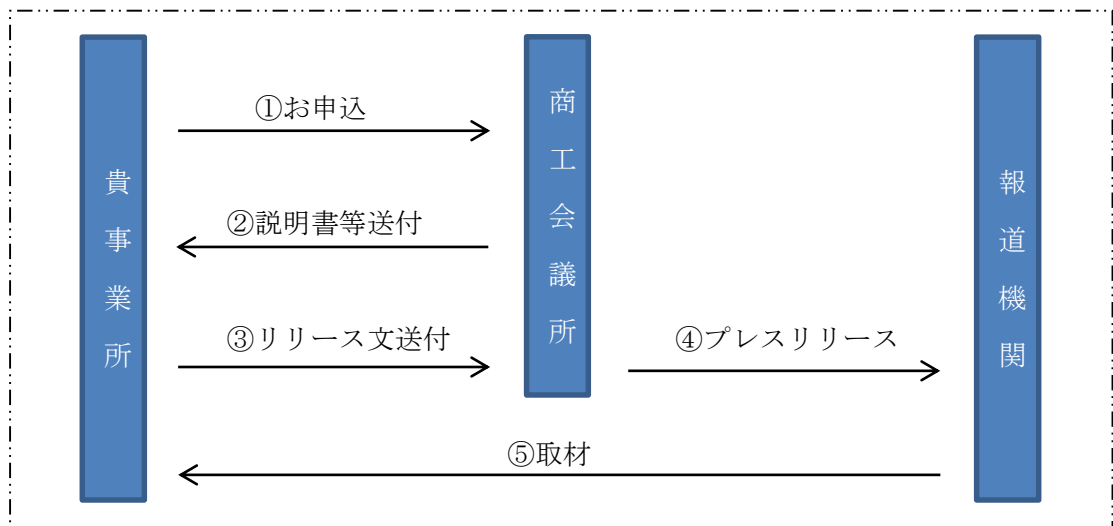 貴事業所
商工会議所
報道機関
①お申込
②説明書等送付
③リリース文送付
④プレスリリース
⑤取材